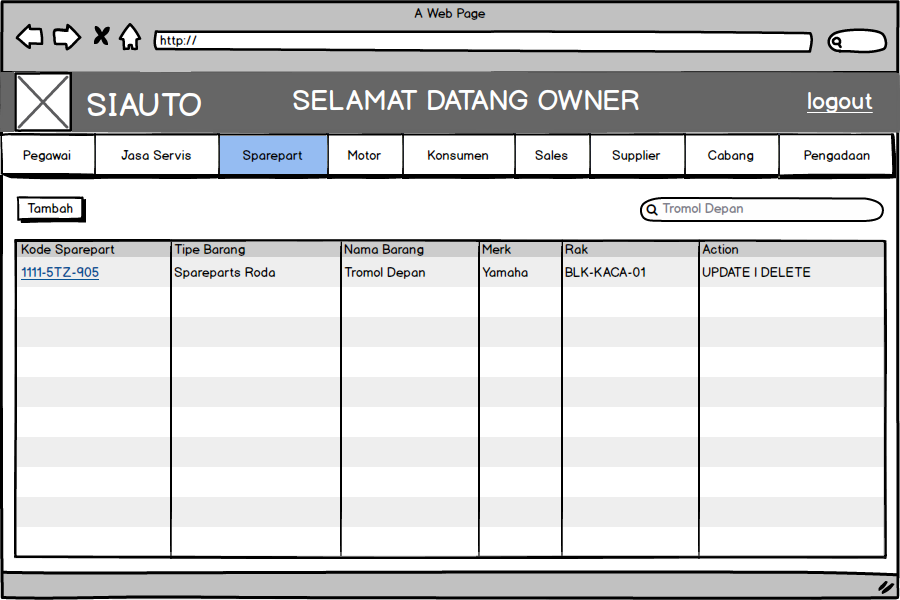 A Web Page
http://
SIAUTO
SELAMAT DATANG OWNER
logout
Pegawai Jasa Servis Sparepart Motor Konsumen Sales Supplier Cabang Pengadaan
Tambah
Tromol Depan
Kode Sparepart Tipe Barang Nama Barang Merk Rak Action
1111-5TZ-905 Spareparts Roda Tromol Depan Yamaha BLK-KACA-01 UPDATE | DELETE